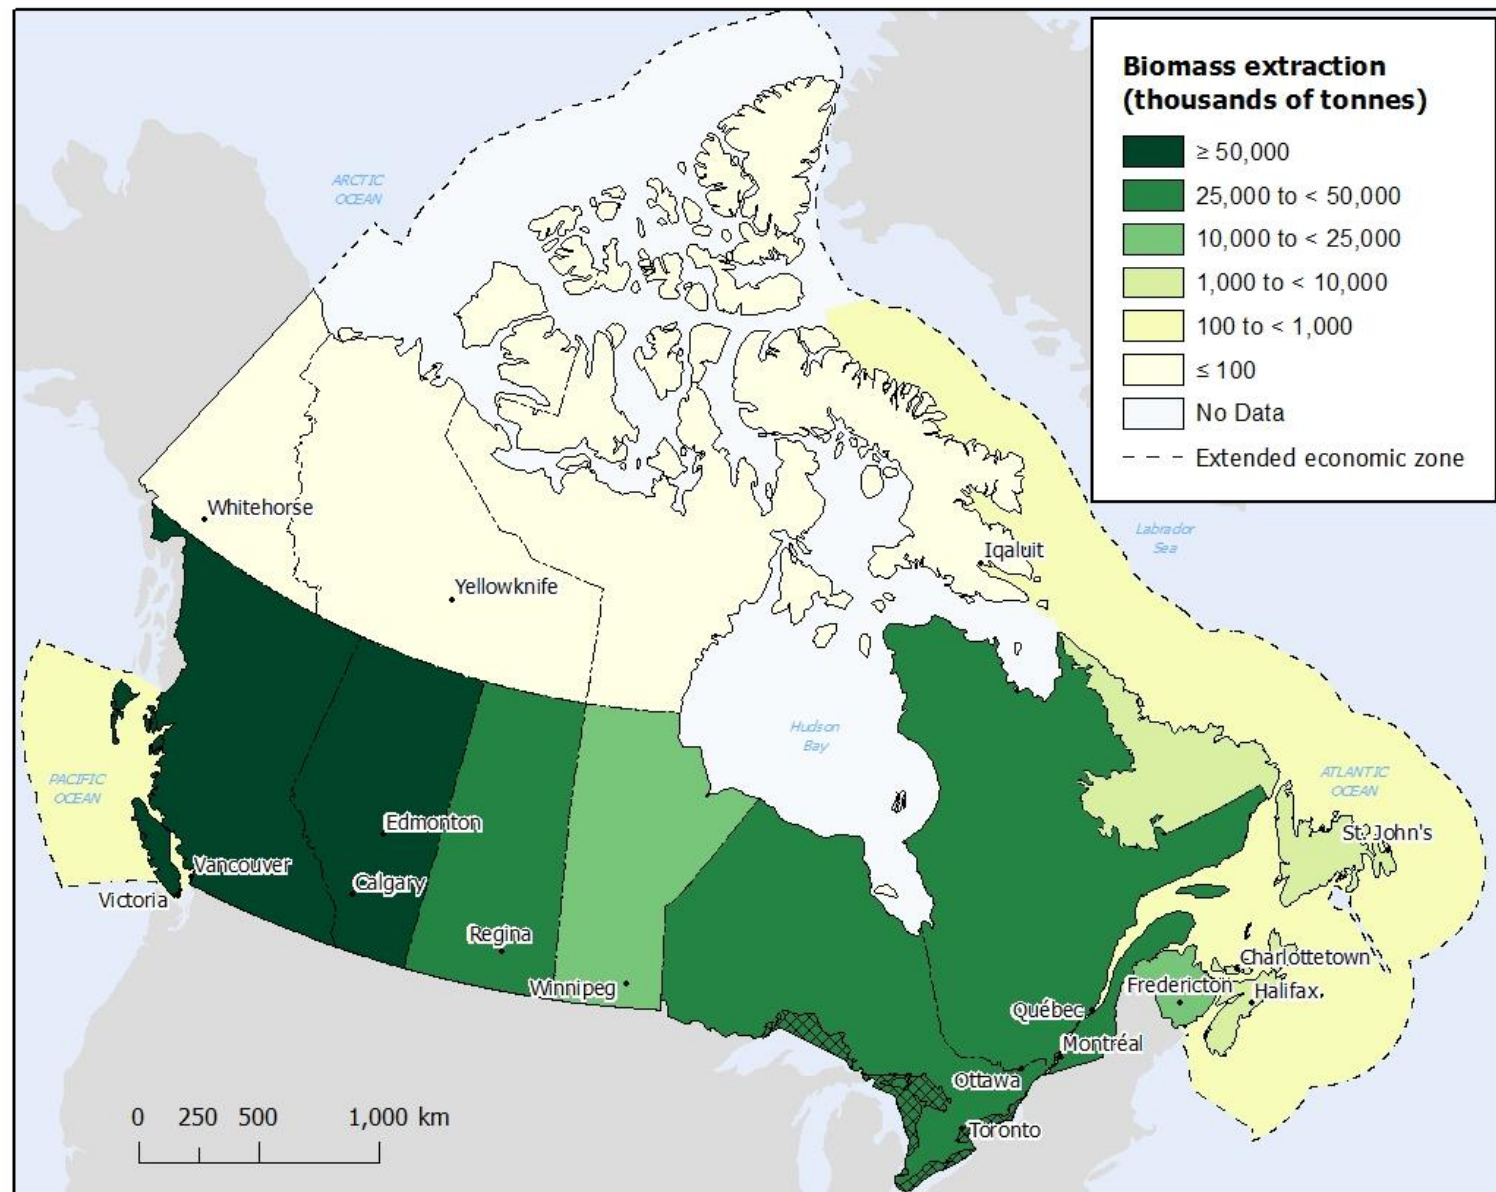 Biomass extraction
(thousands of tonnes)
≥ 50,000
25,000 to < 50,000
10,000 to < 25,000
1,000 to < 10,000
100 to < 1,000
≤ 100
No Data
Extended economic zone
ARCTIC
OCEAN
Whitehorse
Yellowknife
Iqaluit
Labrador
Sea
Hudson
Bay
PACIFIC
OCEAN
ATLANTIC
OCEAN
Edmonton
St. John's
Vancouver
Calgary
Victoria
Regina
Winnipeg
Charlottetown
Fredericton
Halifax
Québec
Montréal
Ottawa
Toronto
0 250 500 1,000 km